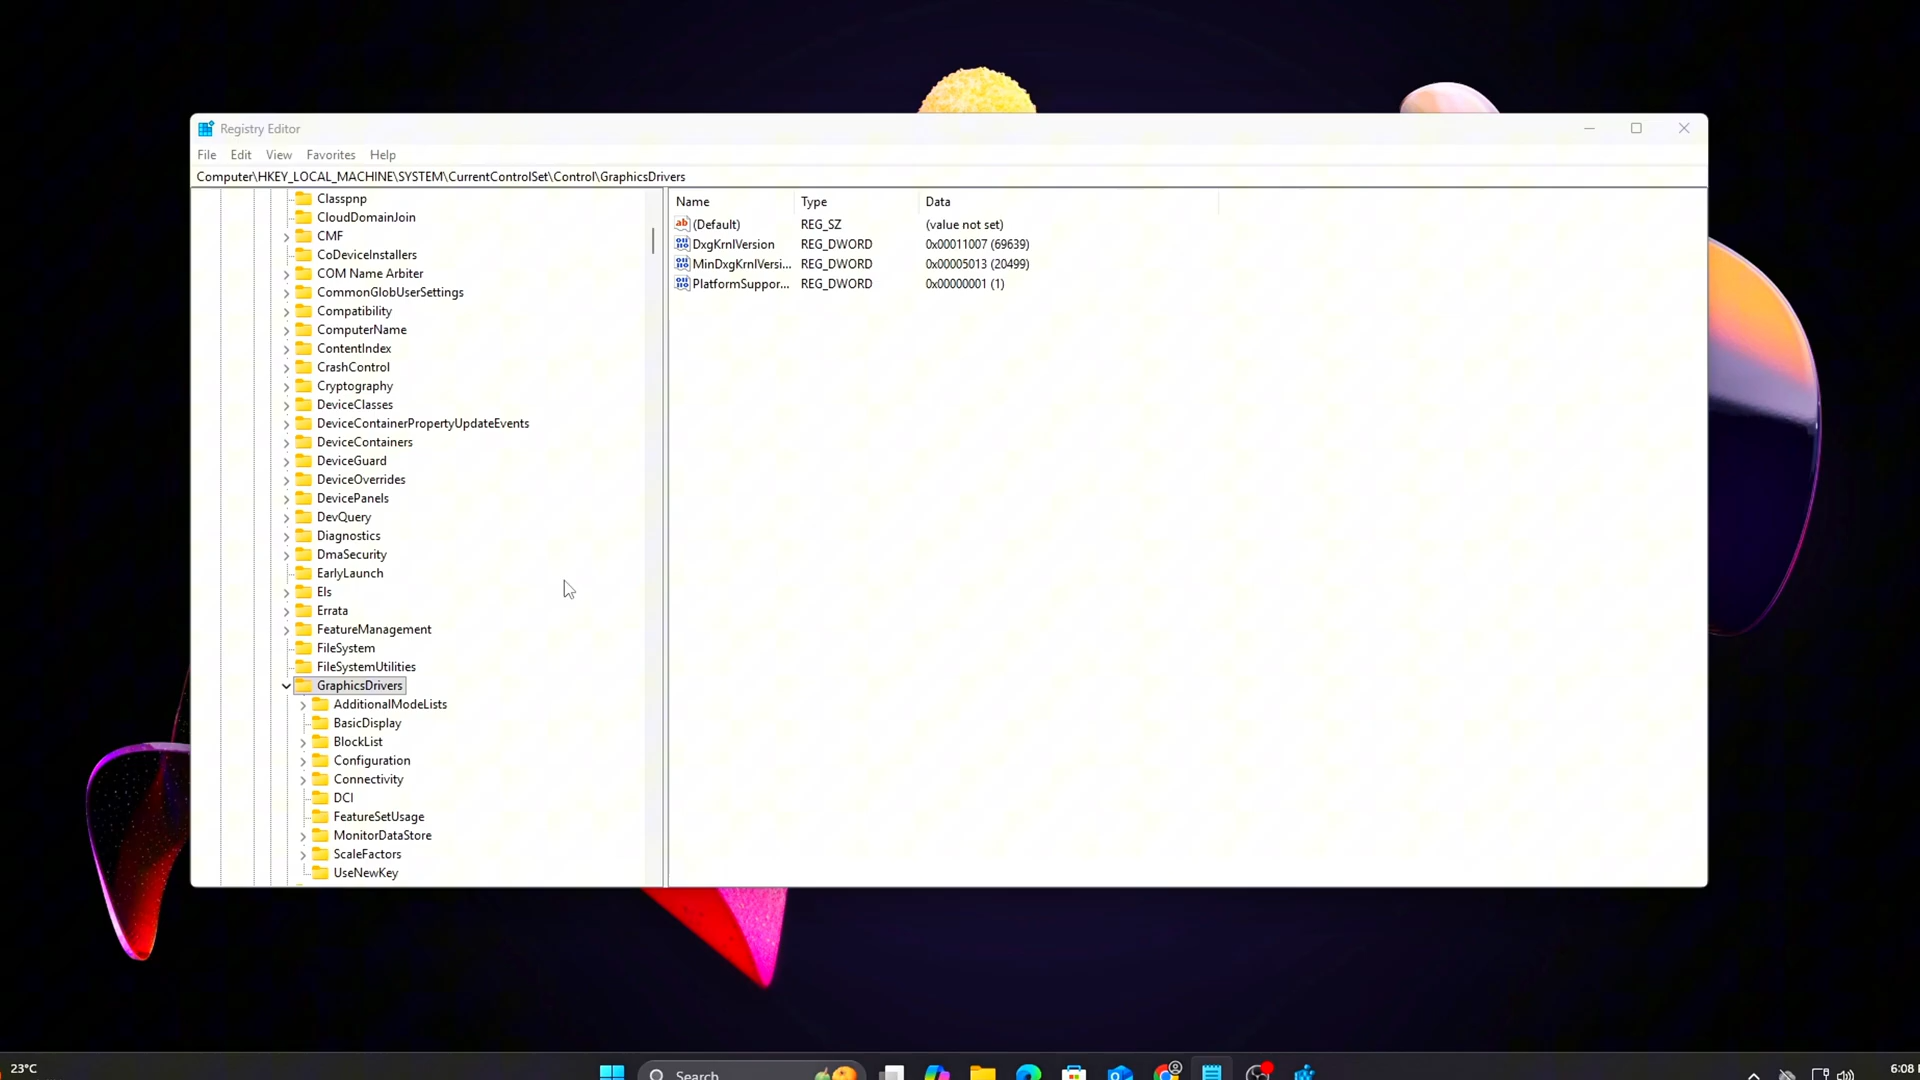 Registry Editor
File Edit View Favorites Help
Computer\HKEY_LOCAL_MACHINE\SYSTEM\CurrentControlSet\Control\GraphicsDrivers
Classpnp
CloudDomainJoin
CMF
CoDeviceInstallers
COM Name Arbiter
CommonGlobUserSettings
Compatibility
ComputerName
ContentIndex
CrashControl
Cryptography
DeviceClasses
DeviceContainerPropertyUpdateEvents
DeviceContainers
DeviceGuard
DeviceOverrides
DevicePanels
DevQuery
Diagnostics
DmaSecurity
EarlyLaunch
Els
Errata
FeatureManagement
FileSystem
FileSystemUtilities
GraphicsDrivers
AdditionalModeLists
BasicDisplay
BlockList
Configuration
Connectivity
DCI
FeatureSetUsage
MonitorDataStore
ScaleFactors
UseNewKey
Name Type Data
(Default) REG_SZ (value not set)
DxgKrnlVersion REG_DWORD 0x00011007 (69639)
MinDxgKrnlVersi... REG_DWORD 0x00005013 (20499)
PlatformSuppor... REG_DWORD 0x00000001 (1)
23°C
Search
6:08